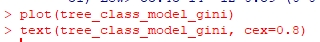 > plot(tree_class_model_gini)
> text(tree_class_model_gini, cex=0.8)